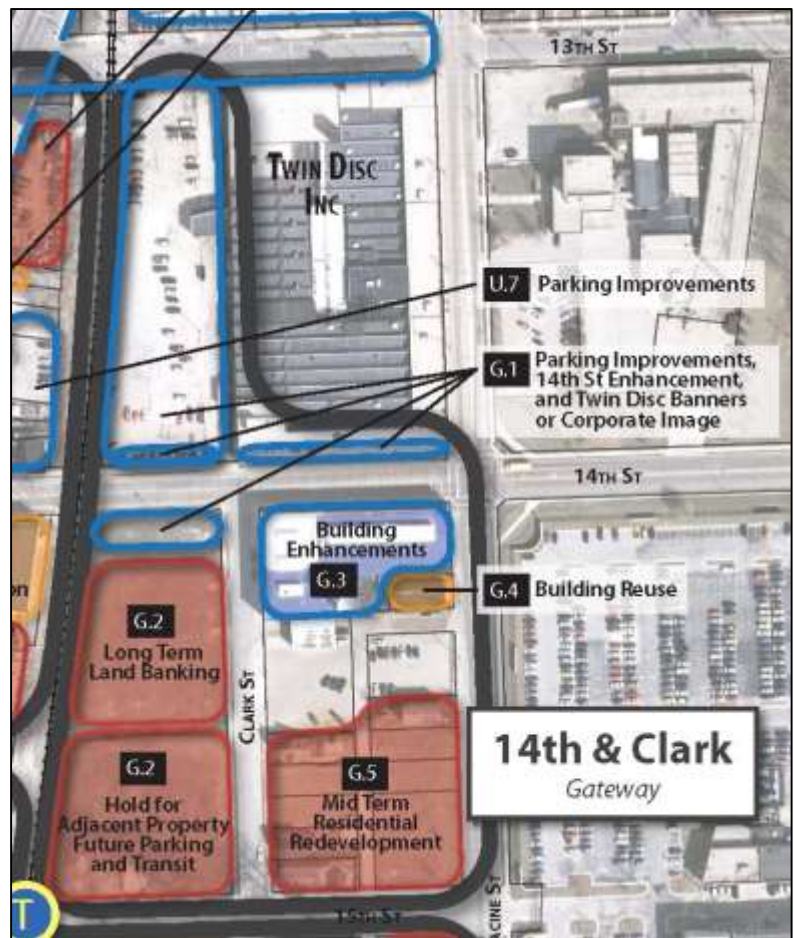 13TH ST
TWIN DISC
INC
U.7 Parking Improvements
G.1 Parking Improvements,
14th St Enhancement,
and Twin Disc Banners
or Corporate Image
14TH ST
Building
Enhancements
G.3
G.4 Building Reuse
on
G.2
Long Term
Land Banking
CLARK ST
14th & Clark
Gateway
G.2
Hold for
Adjacent Property
Future Parking
and Transit
G.5
Mid Term
Residential
Redevelopment
T
15TH ST
ACINE ST